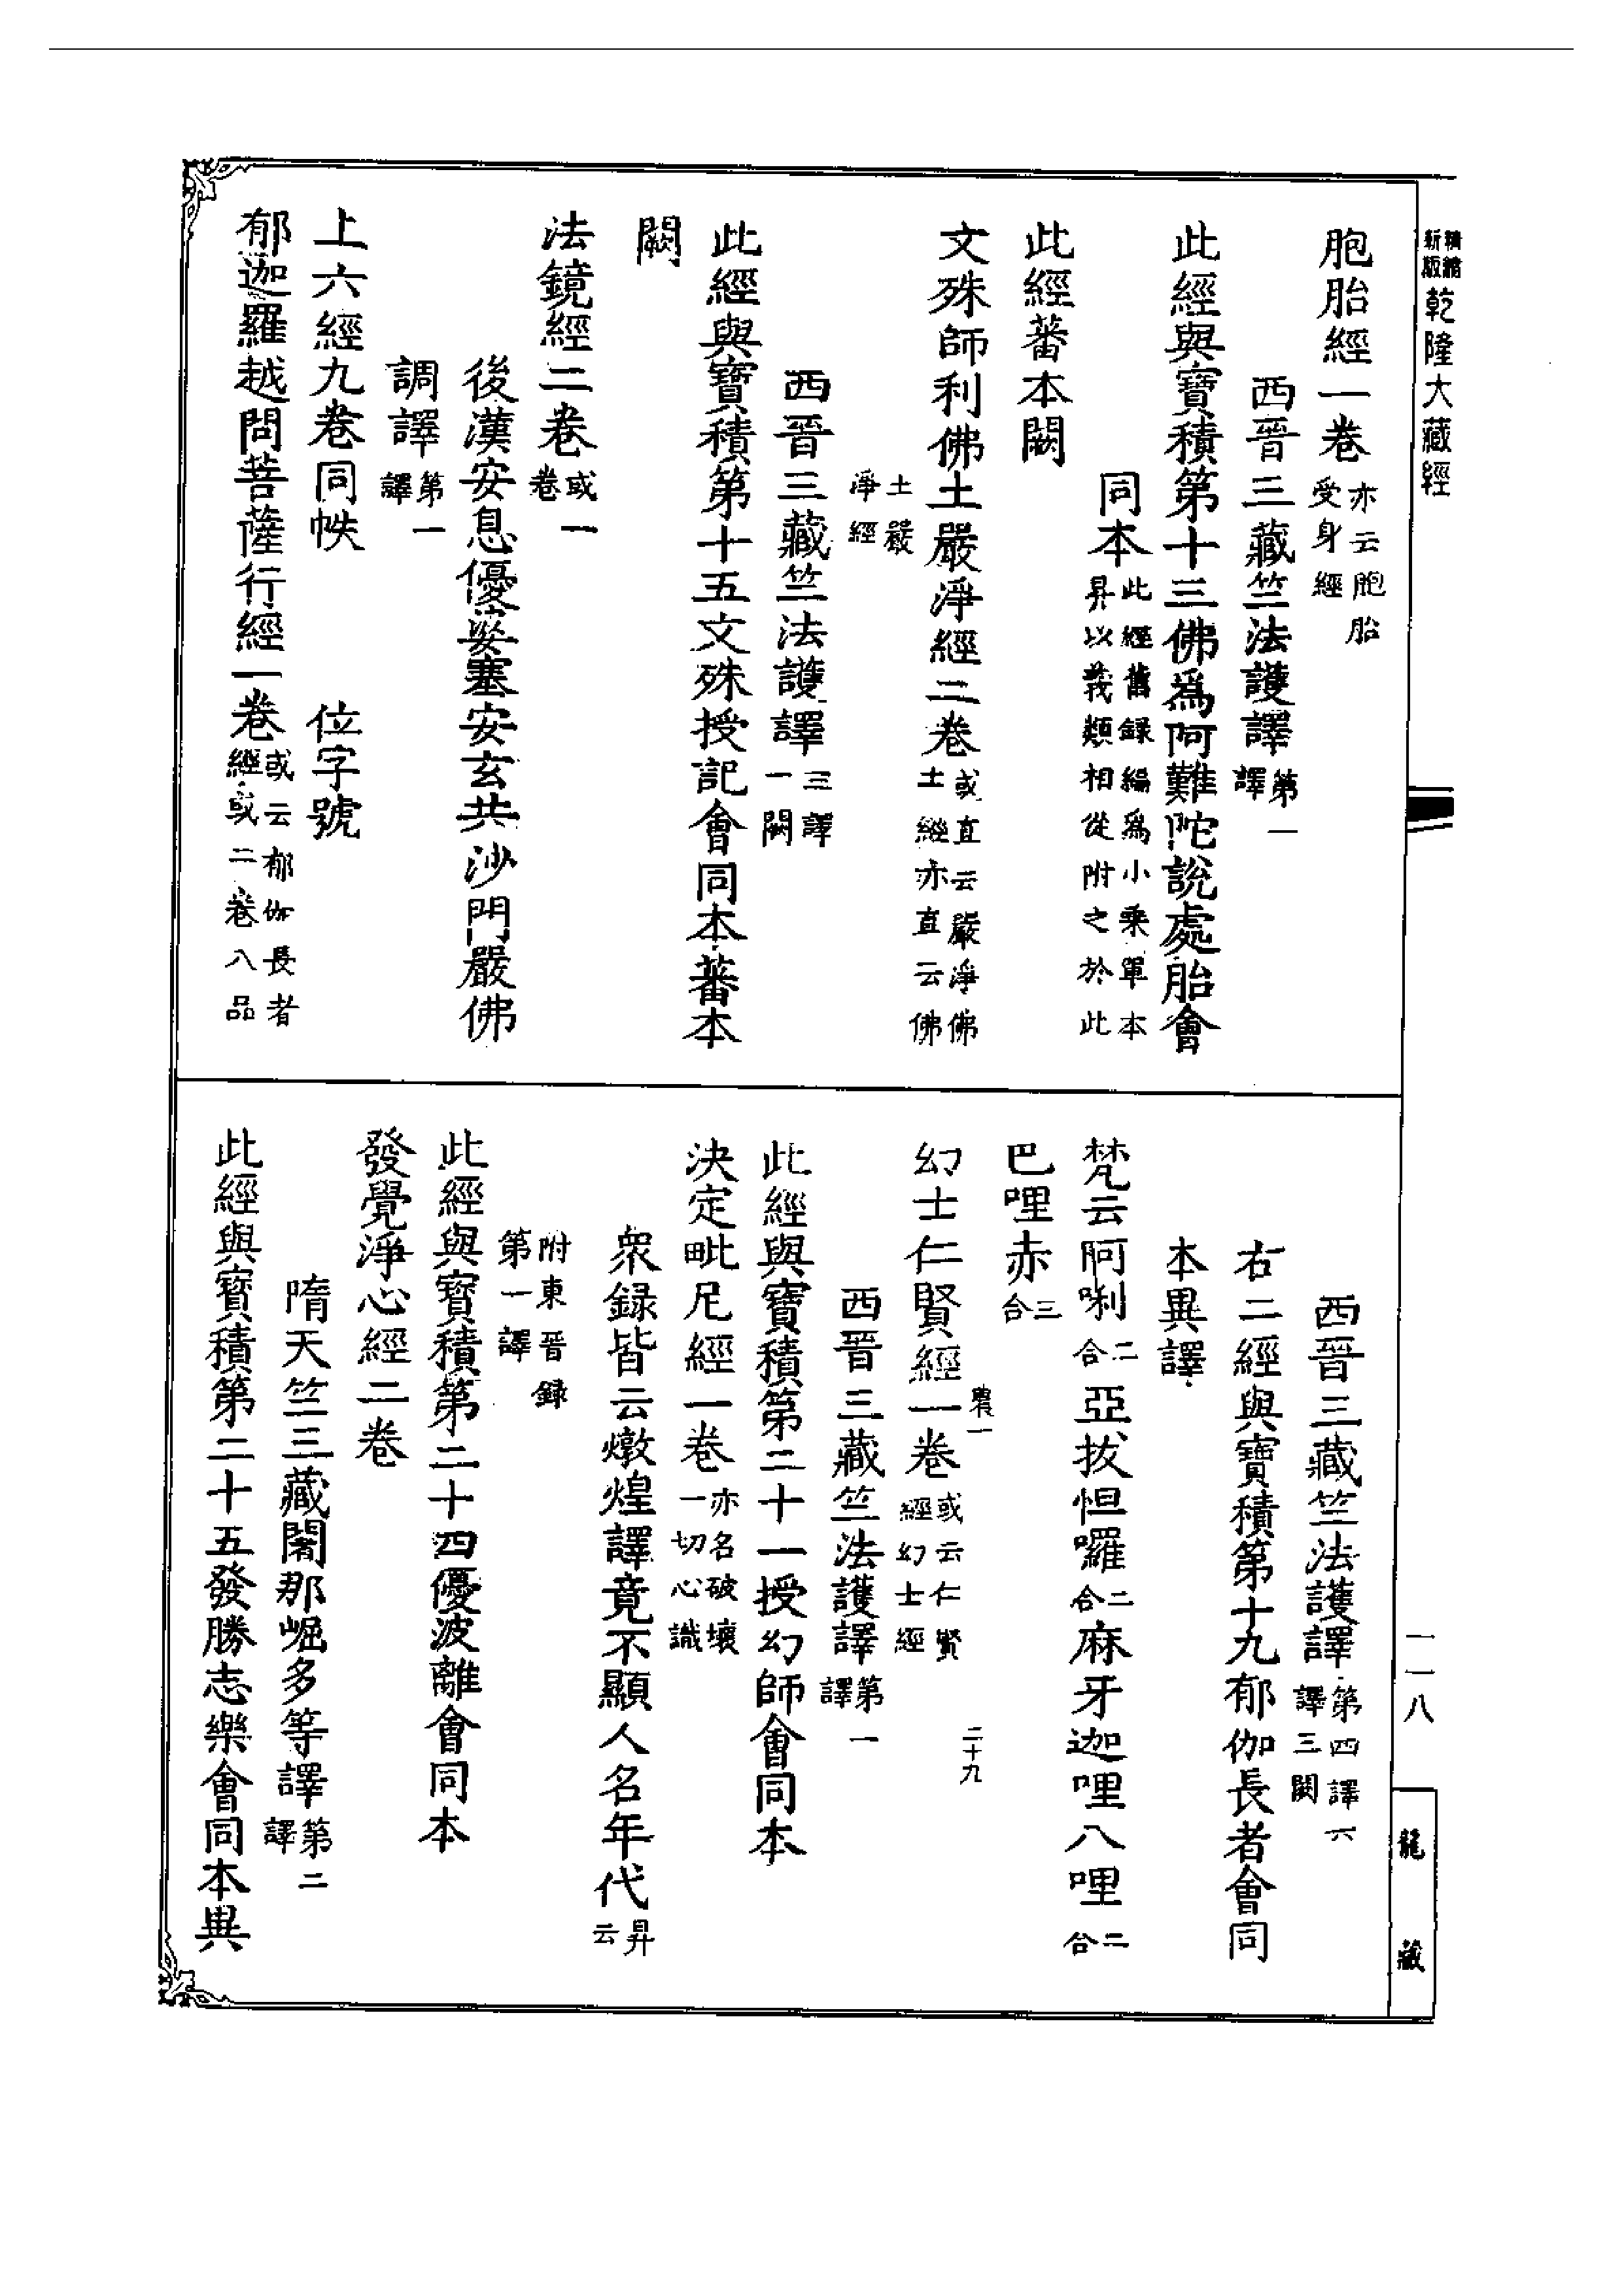 精縮新版乾隆大藏經
胞胎經一卷亦云胞胎受身經
西晉三藏竺法護譯第一譯
此經與寶積第十三佛爲阿難陀說處胎會
同本此經舊録編爲小乘單本昇以義類相從附之於此
此經蕃本闕
文殊師利佛土嚴淨經二卷或直云嚴淨佛土經亦直云佛
土嚴淨經
西晉三藏竺法護譯三譯一闕
此經與寶積第十五文殊授記會同本蕃本
闕
法鏡經二卷或一卷
後漢安息優婆塞安玄共沙門嚴佛
調譯第一譯
上六經九卷同帙 位字號
郁迦羅越問菩薩行經一卷或云郁伽長者經或二卷八品
西晉三藏竺法護譯第四譯六譯三闕
右二經與寶積第十九郁伽長者會同
本異譯
梵云阿唎二合亞拔怛囉二合麻牙迦哩八哩二合
巴哩赤三合
農一 二十九
幻士仁賢經一卷或云仁賢經幻士經
西晉三藏竺法護譯第一譯
此經與寶積第二十一授幻師會同本
決定毗尼經一卷亦名破壞一切心識
衆録皆云燉煌譯竟不顯人名年代昇云
附東晉録第一譯
此經與寶積第二十四優波離會同本
發覺淨心經二卷
隋天竺三藏闍那崛多等譯第二譯
此經與寶積第二十五發勝志樂會同本異
一一八
龍藏